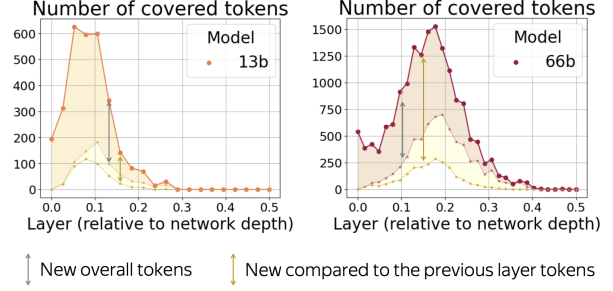 Number of covered tokens
600
500
400
300
200
100
0
Model
13b
0.0 0.1 0.2 0.3 0.4 0.5
Layer (relative to network depth)
Number of covered tokens
1500
1250
1000
750
500
250
0
Model
66b
0.0 0.1 0.2 0.3 0.4 0.5
Layer (relative to network depth)
New overall tokens
New compared to the previous layer tokens